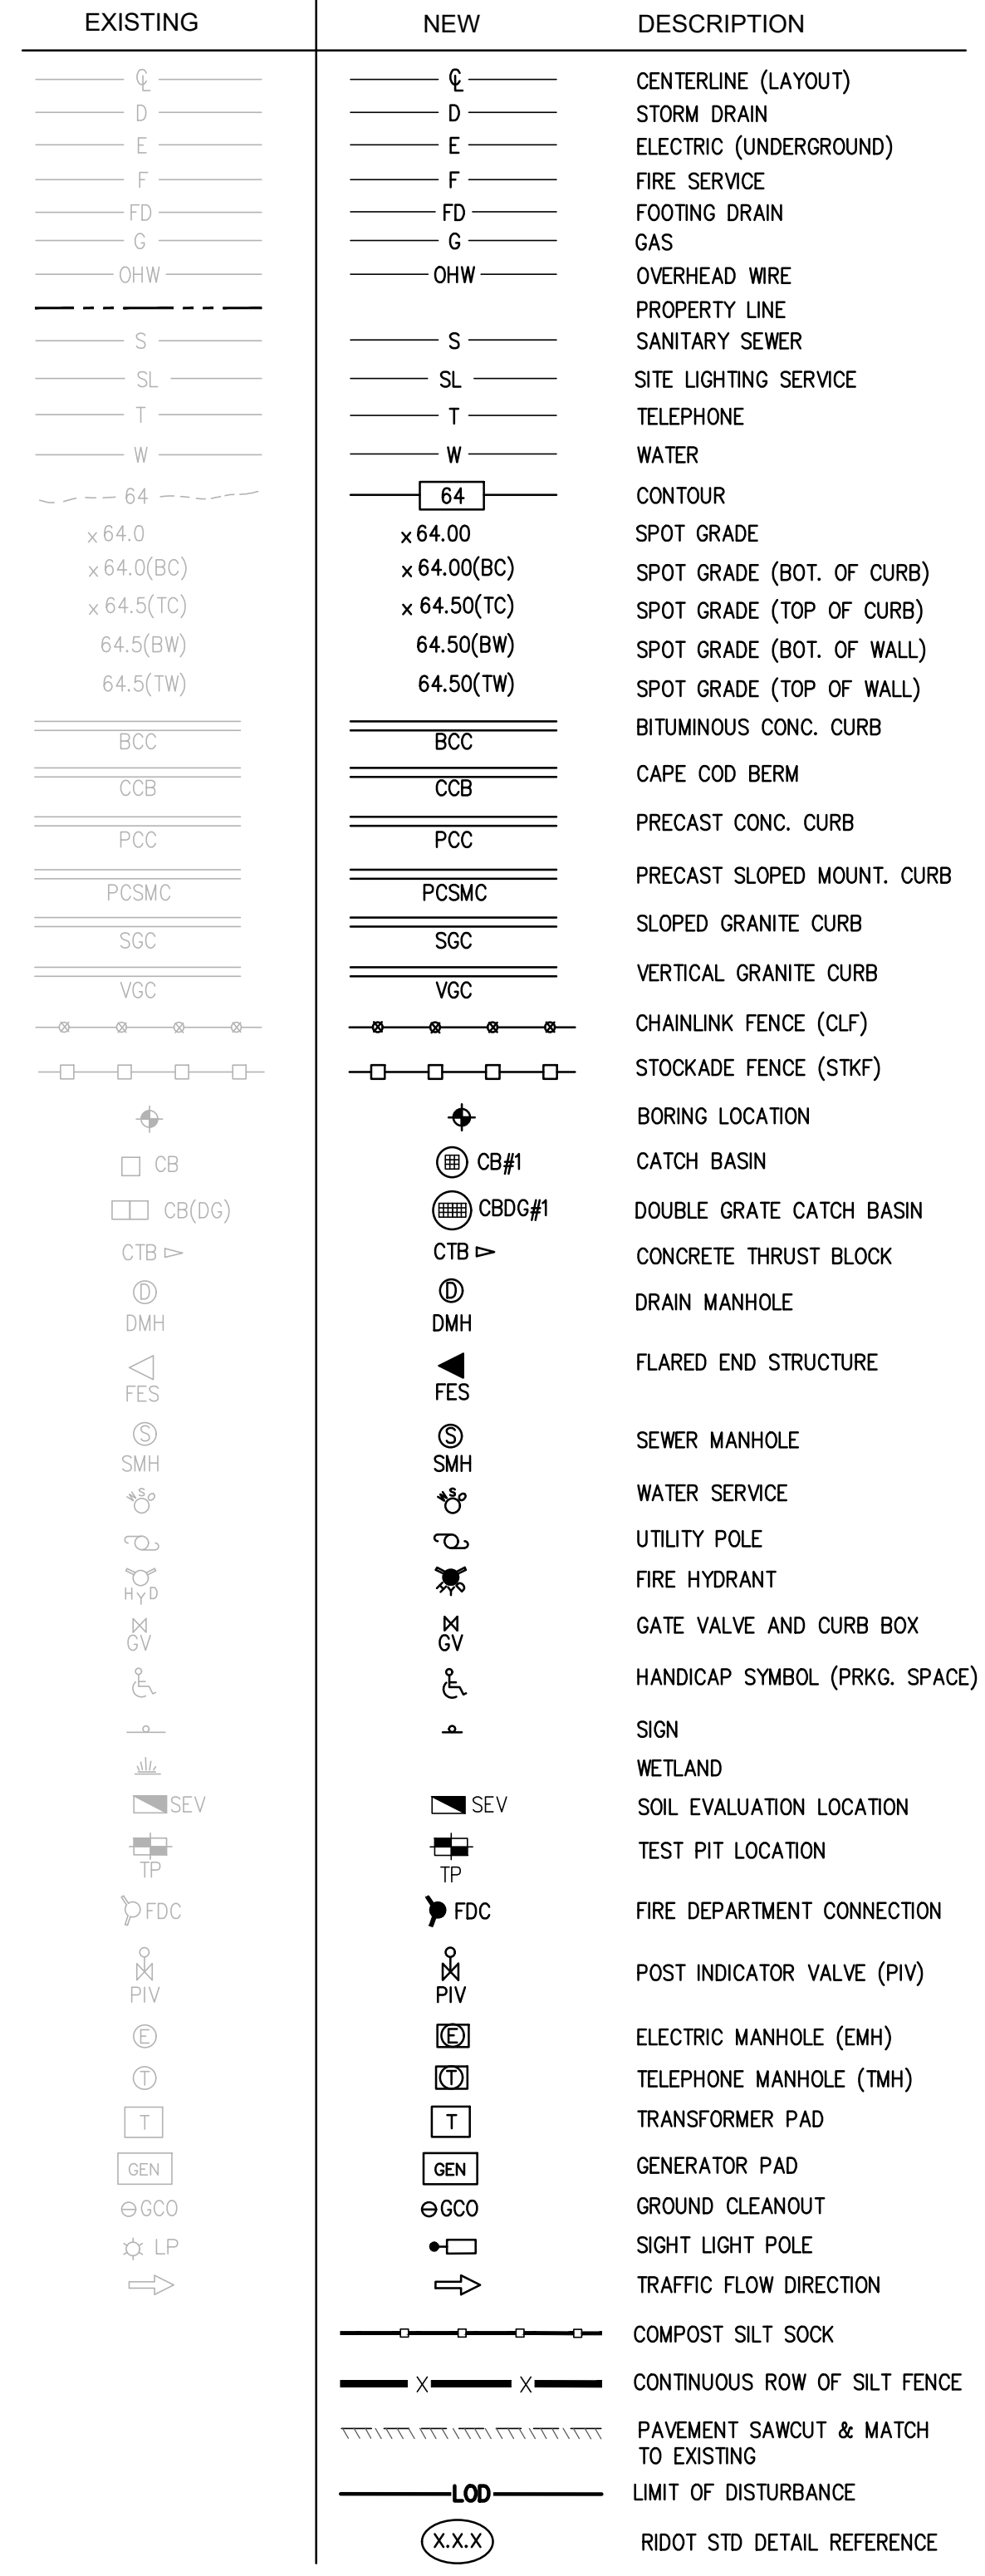 EXISTING NEW DESCRIPTION
℄ ℄ CENTERLINE (LAYOUT)
D D STORM DRAIN
E E ELECTRIC (UNDERGROUND)
F F FIRE SERVICE
FD FD FOOTING DRAIN
G G GAS
OHW OHW OVERHEAD WIRE
PROPERTY LINE
S S SANITARY SEWER
SL SL SITE LIGHTING SERVICE
T T TELEPHONE
W W WATER
64 64 CONTOUR
x 64.0 x 64.00 SPOT GRADE
x 64.0(BC) x 64.00(BC) SPOT GRADE (BOT. OF CURB)
x 64.5(TC) x 64.50(TC) SPOT GRADE (TOP OF CURB)
64.5(BW) 64.50(BW) SPOT GRADE (BOT. OF WALL)
64.5(TW) 64.50(TW) SPOT GRADE (TOP OF WALL)
BCC BCC BITUMINOUS CONC. CURB
CCB CCB CAPE COD BERM
PCC PCC PRECAST CONC. CURB
PCSMC PCSMC PRECAST SLOPED MOUNT. CURB
SGC SGC SLOPED GRANITE CURB
VGC VGC VERTICAL GRANITE CURB
CHAINLINK FENCE (CLF)
STOCKADE FENCE (STKF)
BORING LOCATION
CB CB#1 CATCH BASIN
CB(DG) CBDG#1 DOUBLE GRATE CATCH BASIN
CTB CTB CONCRETE THRUST BLOCK
D D DRAIN MANHOLE
DMH DMH
FLARED END STRUCTURE
FES FES
S S SEWER MANHOLE
SMH SMH
WSO WSO WATER SERVICE
UTILITY POLE
HYD HYD FIRE HYDRANT
GV GV GATE VALVE AND CURB BOX
HANDICAP SYMBOL (PRKG. SPACE)
SIGN
WETLAND
SEV SEV SOIL EVALUATION LOCATION
TP TP TEST PIT LOCATION
FDC FDC FIRE DEPARTMENT CONNECTION
PIV PIV POST INDICATOR VALVE (PIV)
E E ELECTRIC MANHOLE (EMH)
T T TELEPHONE MANHOLE (TMH)
T T TRANSFORMER PAD
GEN GEN GENERATOR PAD
GCO GCO GROUND CLEANOUT
LP SIGHT LIGHT POLE
TRAFFIC FLOW DIRECTION
COMPOST SILT SOCK
X X CONTINUOUS ROW OF SILT FENCE
PAVEMENT SAWCUT & MATCH
TO EXISTING
LOD LIMIT OF DISTURBANCE
X.X.X RIDOT STD DETAIL REFERENCE